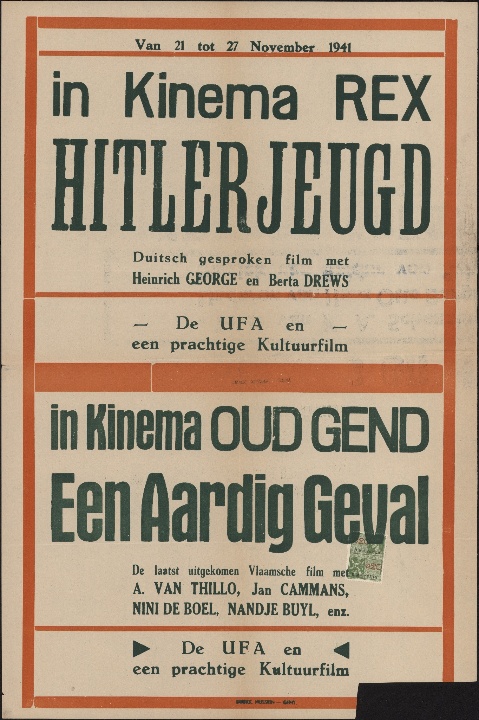 Van 21 tot 27 November 1941
in Kinema REX
HITLERJEUGD
Duitsch gesproken film met
Heinrich GEORGE en Berta DREWS
— De UFA en —
een prachtige Kultuurfilm
in Kinema OUD GEND
Een Aardig Geval
De laatst uitgekomen Vlaamsche film met
A. VAN THILLO, Jan CAMMANS,
NINI DE BOEL, NANDJE BUYL, enz.
▶ De UFA en ◀
een prachtige Kultuurfilm